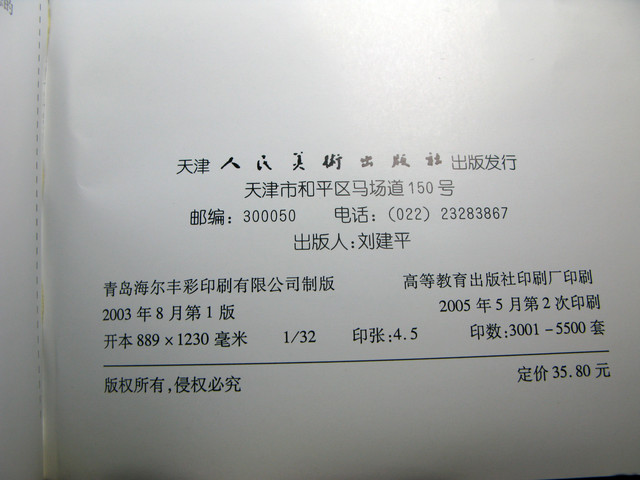 天津人民美術出版社出版发行
天津市和平区马场道150号
邮编：300050 电话：(022) 23283867
出版人：刘建平
青岛海尔丰彩印刷有限公司制版 高等教育出版社印刷厂印刷
2003年8月第1版 2005年5月第2次印刷
开本889×1230毫米 1/32 印张:4.5 印数:3001-5500套
版权所有,侵权必究 定价35.80元